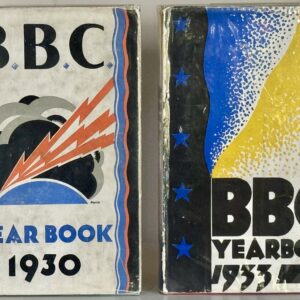 B.B.C.
YEAR BOOK
1930
BBC
YEARBO
1933